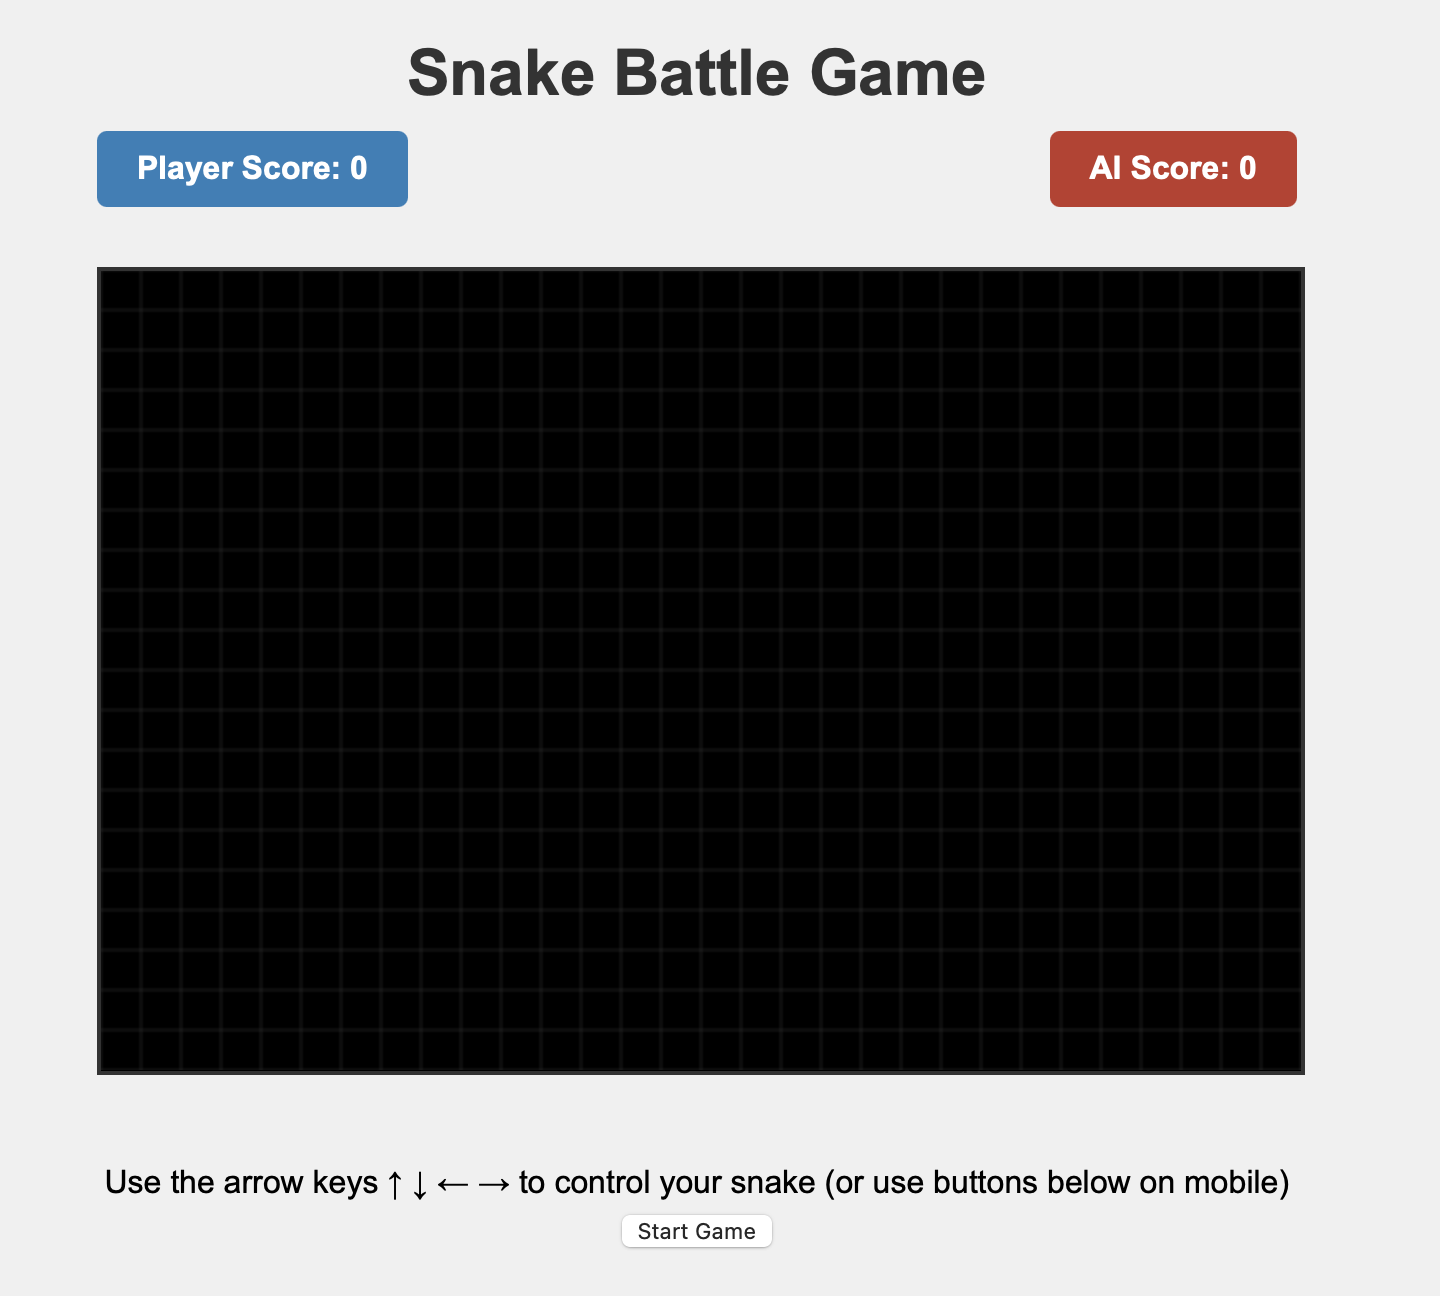 Snake Battle Game
Player Score: 0
AI Score: 0
Use the arrow keys ↑ ↓ ← → to control your snake (or use buttons below on mobile)
Start Game